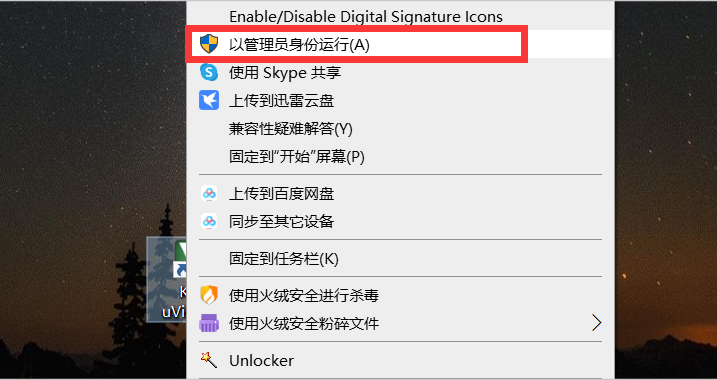 Enable/Disable Digital Signature Icons
以管理员身份运行(A)
使用 Skype 共享
上传到迅雷云盘
兼容性疑难解答(Y)
固定到“开始”屏幕(P)
上传到百度网盘
同步至其它设备
固定到任务栏(K)
使用火绒安全进行杀毒
使用火绒安全粉碎文件
Unlocker